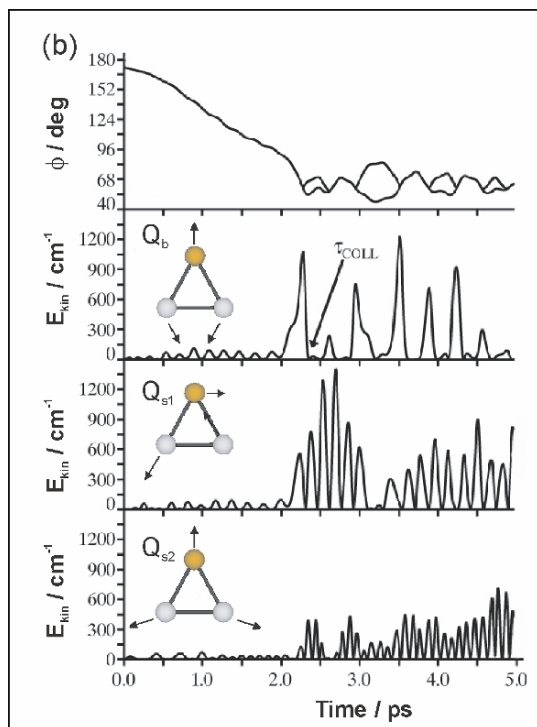 (b)
180
152
124
96
68
40
ϕ / deg
1200
900
600
300
0
E_kin / cm⁻¹
Q_b
τ_COLL
1200
900
600
300
0
E_kin / cm⁻¹
Q_s1
1200
900
600
300
0
E_kin / cm⁻¹
Q_s2
0.0 1.0 2.0 3.0 4.0 5.0
Time / ps